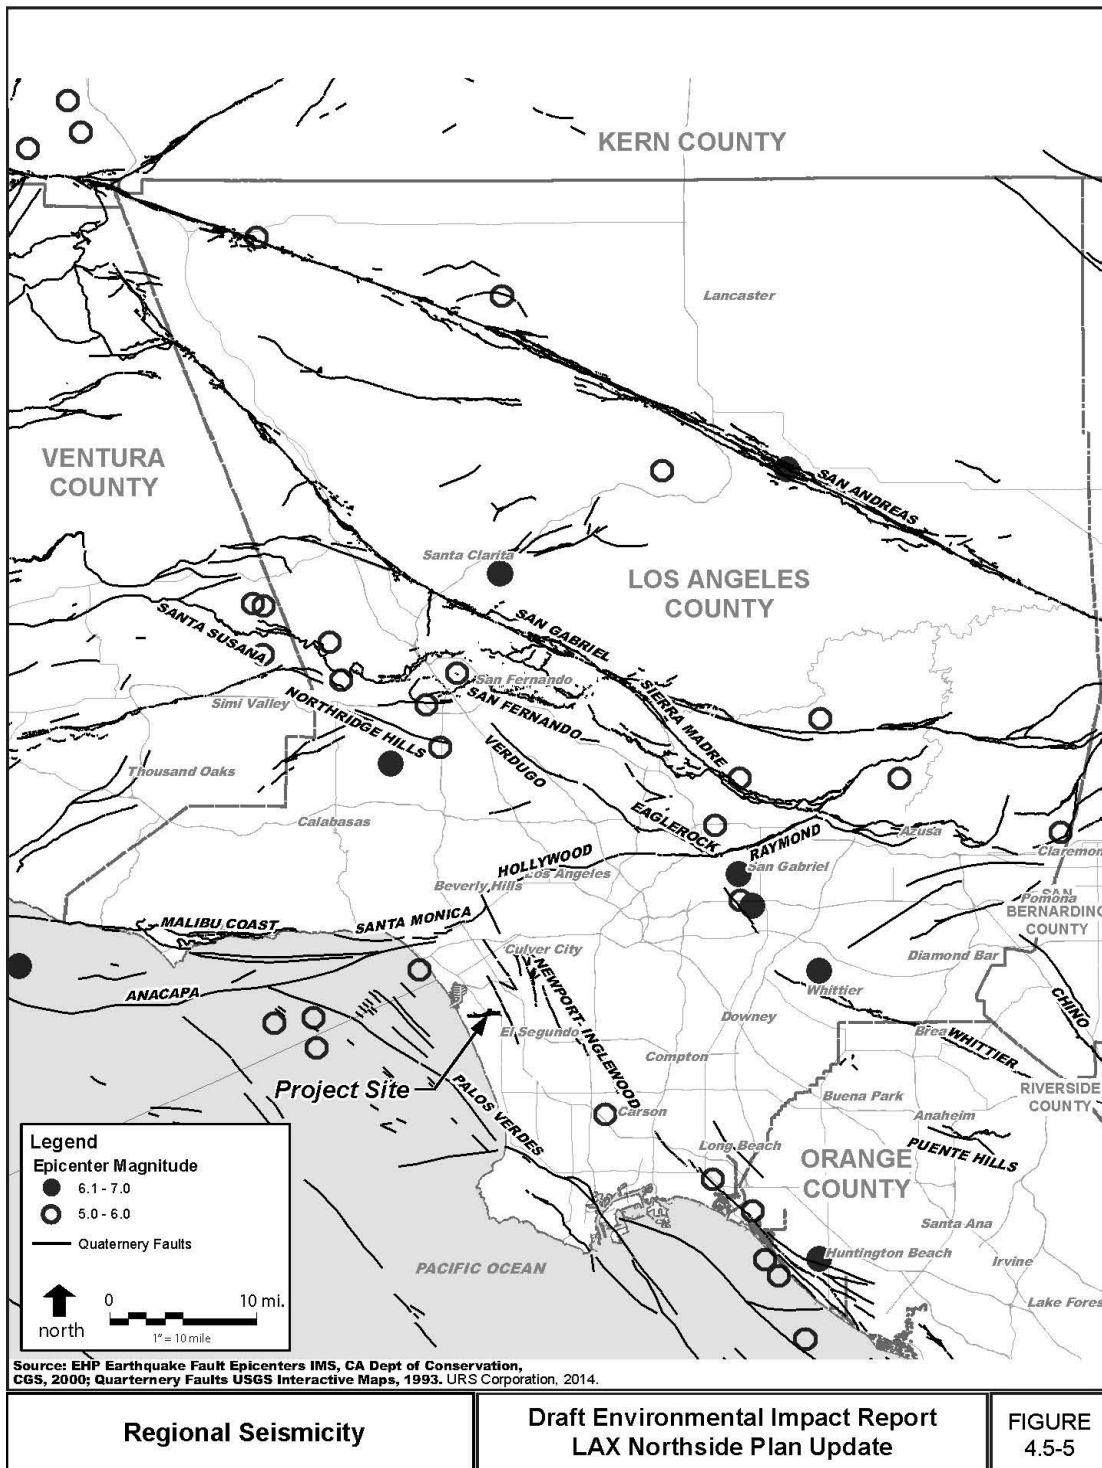 KERN COUNTY
Lancaster
VENTURA
COUNTY
SAN ANDREAS
Santa Clarita
LOS ANGELES
COUNTY
SANTA SUSANA
SAN GABRIEL
San Fernando
SIERRA MADRE
Simi Valley
NORTHRIDGE HILLS
SAN FERNANDO
VERDUGO
Thousand Oaks
Calabasas
EAGLEROCK
RAYMOND
Azusa
HOLLYWOOD
Los Angeles
San Gabriel
Claremon
Beverly Hills
Pomona
SAN
BERNARDINO
COUNTY
MALIBU COAST
SANTA MONICA
Culver City
Diamond Bar
ANACAPA
NEWPORT-INGLEWOOD
Whittier
CHINO
El Segundo
Downey
Brea
WHITTIER
Compton
Project Site
PALOS VERDES
Buena Park
RIVERSIDE
COUNTY
Carson
Anaheim
PUENTE HILLS
Long Beach
ORANGE
COUNTY
Santa Ana
Huntington Beach
Irvine
PACIFIC OCEAN
Lake Fores
Legend
Epicenter Magnitude
6.1 - 7.0
5.0 - 6.0
Quaternery Faults
north
0 10 mi.
1" = 10 mile
Source: EHP Earthquake Fault Epicenters IMS, CA Dept of Conservation,
CGS, 2000; Quarternery Faults USGS Interactive Maps, 1993. URS Corporation, 2014.
Regional Seismicity
Draft Environmental Impact Report
LAX Northside Plan Update
FIGURE
4.5-5